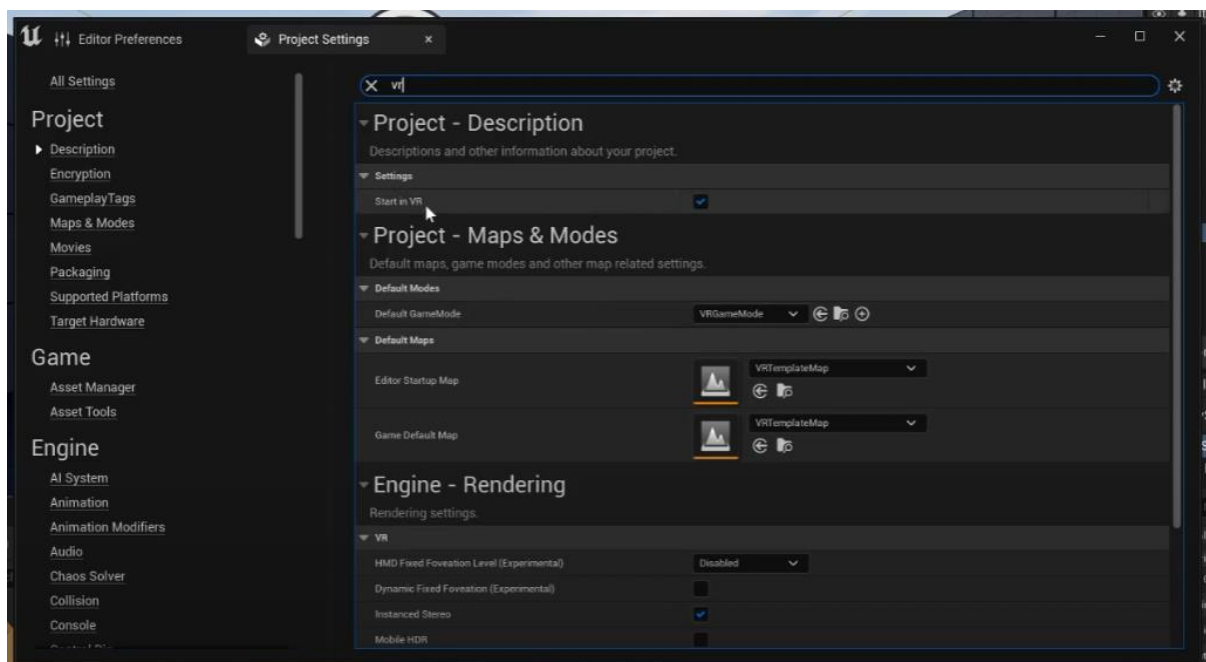 Editor Preferences
Project Settings
All Settings
Project
Description
Encryption
GameplayTags
Maps & Modes
Movies
Packaging
Supported Platforms
Target Hardware
Game
Asset Manager
Asset Tools
Engine
AI System
Animation
Animation Modifiers
Audio
Chaos Solver
Collision
Console
vr
Project - Description
Descriptions and other information about your project.
Settings
Start in VR
Project - Maps & Modes
Default maps, game modes and other map related settings.
Default Modes
Default GameMode
VRGameMode
Default Maps
Editor Startup Map
VRTemplateMap
Game Default Map
VRTemplateMap
Engine - Rendering
Rendering settings.
VR
HMD Fixed Foveation Level (Experimental)
Disabled
Dynamic Fixed Foveation (Experimental)
Instanced Stereo
Mobile HDR